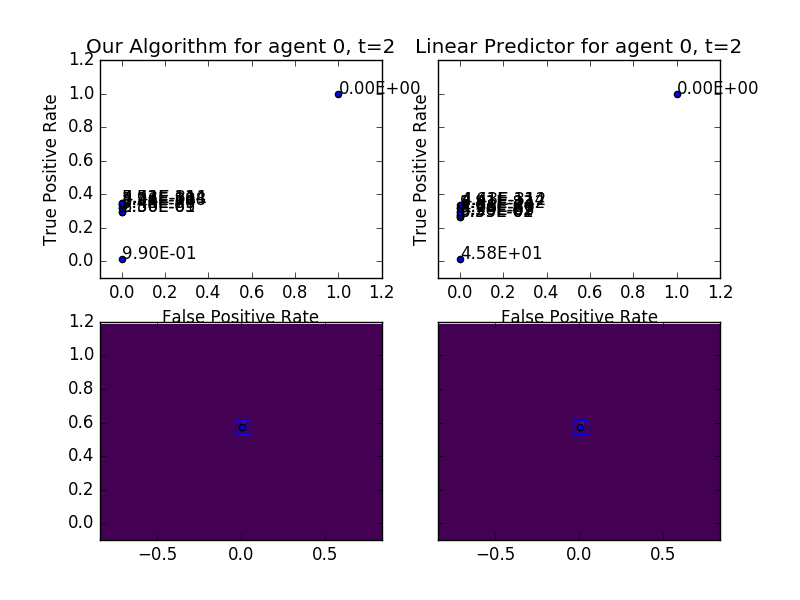 Our Algorithm for agent 0, t=2
Linear Predictor for agent 0, t=2
1.2
1.0
0.8
0.6
0.4
0.2
0.0
True Positive Rate
0.00E+00
9.90E-01
0.0 0.2 0.4 0.6 0.8 1.0 1.2
False Positive Rate
True Positive Rate
0.00E+00
4.58E+01
0.0 0.2 0.4 0.6 0.8 1.0 1.2
False Positive Rate
1.2
1.0
0.8
0.6
0.4
0.2
0.0
−0.5 0.0 0.5
−0.5 0.0 0.5